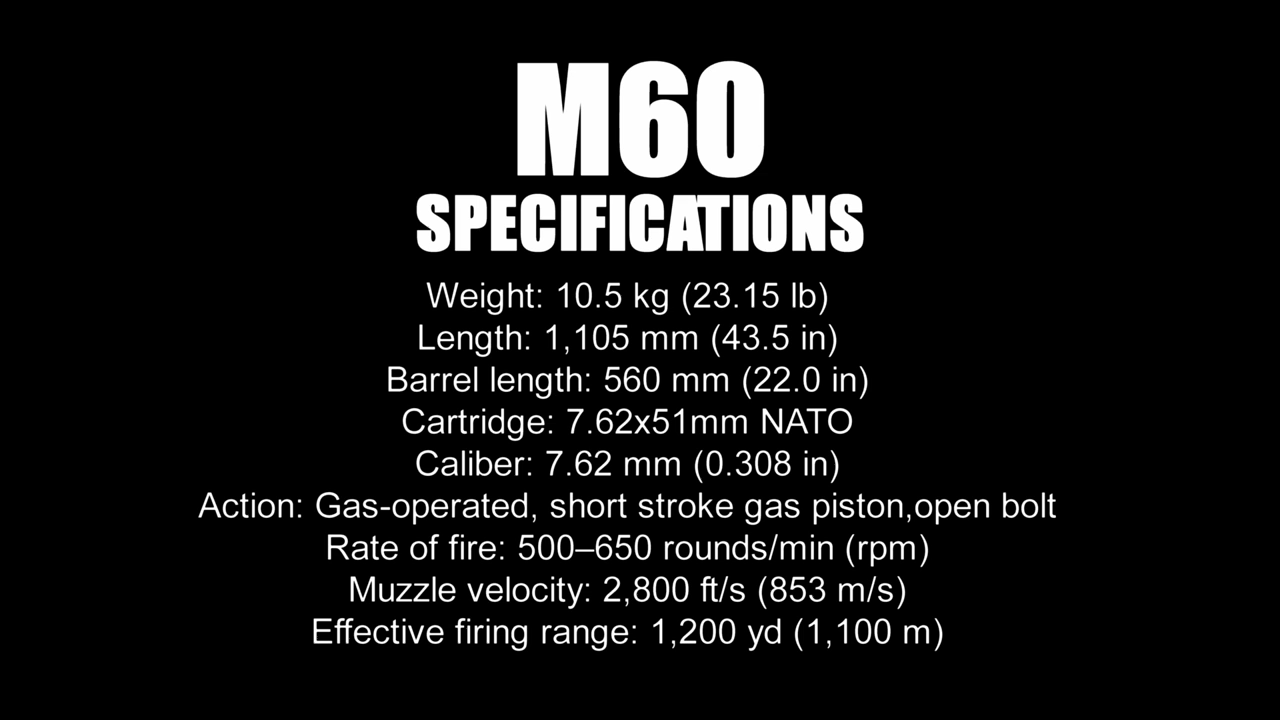 M60
SPECIFICATIONS
Weight: 10.5 kg (23.15 lb)
Length: 1,105 mm (43.5 in)
Barrel length: 560 mm (22.0 in)
Cartridge: 7.62x51mm NATO
Caliber: 7.62 mm (0.308 in)
Action: Gas-operated, short stroke gas piston,open bolt
Rate of fire: 500–650 rounds/min (rpm)
Muzzle velocity: 2,800 ft/s (853 m/s)
Effective firing range: 1,200 yd (1,100 m)